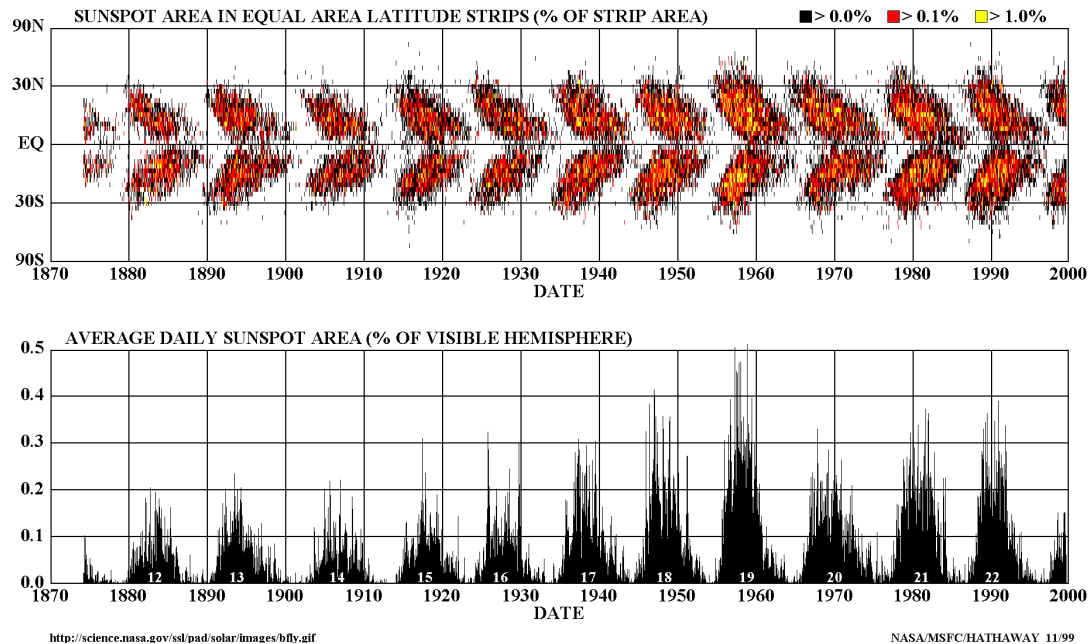 SUNSPOT AREA IN EQUAL AREA LATITUDE STRIPS (% OF STRIP AREA) > 0.0% > 0.1% > 1.0%
90N
30N
EQ
30S
90S
1870 1880 1890 1900 1910 1920 1930 1940 1950 1960 1970 1980 1990 2000
DATE
AVERAGE DAILY SUNSPOT AREA (% OF VISIBLE HEMISPHERE)
0.5
0.4
0.3
0.2
0.1
0.0
12 13 14 15 16 17 18 19 20 21 22
1870 1880 1890 1900 1910 1920 1930 1940 1950 1960 1970 1980 1990 2000
DATE
http://science.nasa.gov/ssl/pad/solar/images/bfly.gif NASA/MSFC/HATHAWAY 11/99